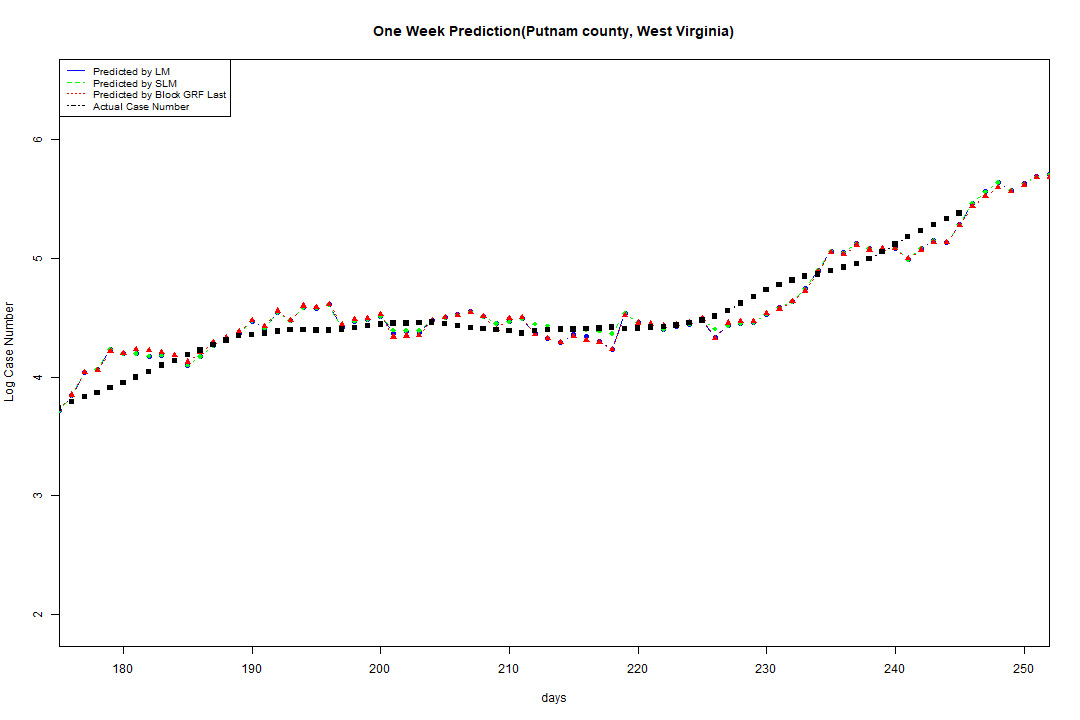 One Week Prediction(Putnam county, West Virginia)
Predicted by LM
Predicted by SLM
Predicted by Block GRF Last
Actual Case Number
6
5
4
3
2
Log Case Number
180 190 200 210 220 230 240 250
days